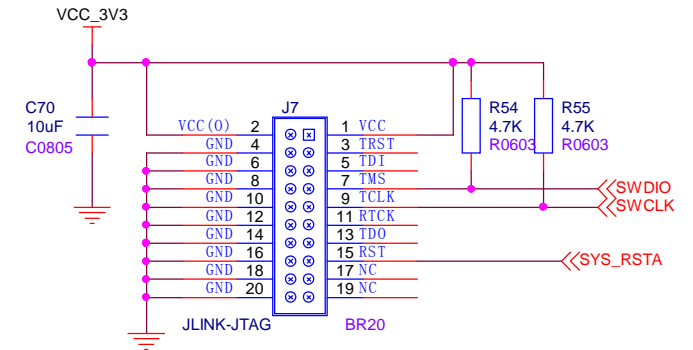 VCC_3V3
C70
10uF
C0805
J7
R54
4.7K
R0603
R55
4.7K
R0603
VCC(O) 2 1 VCC
GND 4 3 TRST
GND 6 5 TDI
GND 8 7 TMS
GND 10 9 TCLK
GND 12 11 RTCK
GND 14 13 TDO
GND 16 15 RST
GND 18 17 NC
GND 20 19 NC
SWDIO
SWCLK
SYS_RSTA
JLINK-JTAG
BR20